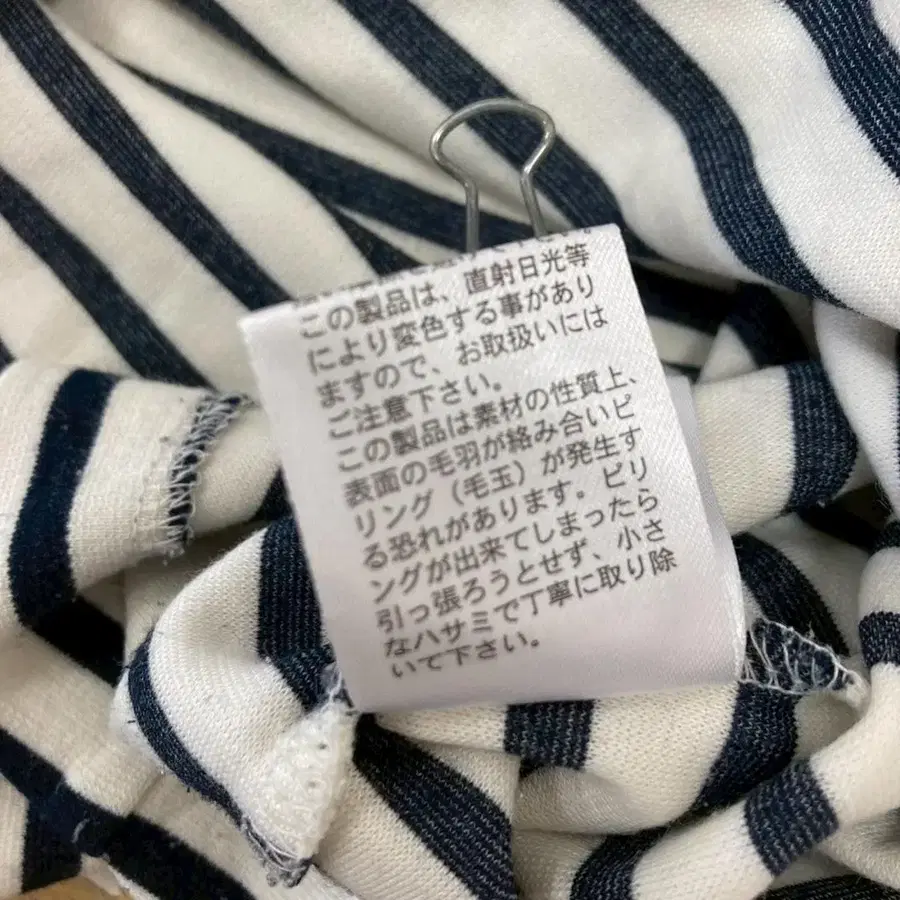 この製品は、直射日光等
により変色する事があり
ますので、お取扱いには
ご注意下さい。
この製品は素材の性質上、
表面の毛羽が絡み合いピ
リング（毛玉）が発生す
る恐れがあります。ピリ
ングが出来てしまったら
引っ張ろうとせず、小さ
なハサミで丁寧に取り除
いて下さい。